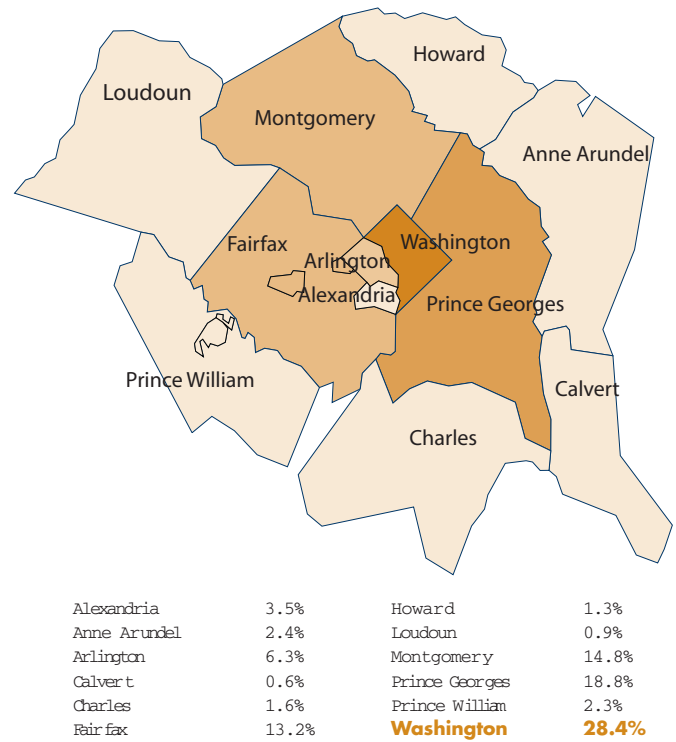 Howard
Loudoun
Montgomery
Anne Arundel
Fairfax
Washington
Arlington
Alexandria
Prince Georges
Prince William
Calvert
Charles
Alexandria 3.5% Howard 1.3%
Anne Arundel 2.4% Loudoun 0.9%
Arlington 6.3% Montgomery 14.8%
Calvert 0.6% Prince Georges 18.8%
Charles 1.6% Prince William 2.3%
Fairfax 13.2% Washington 28.4%